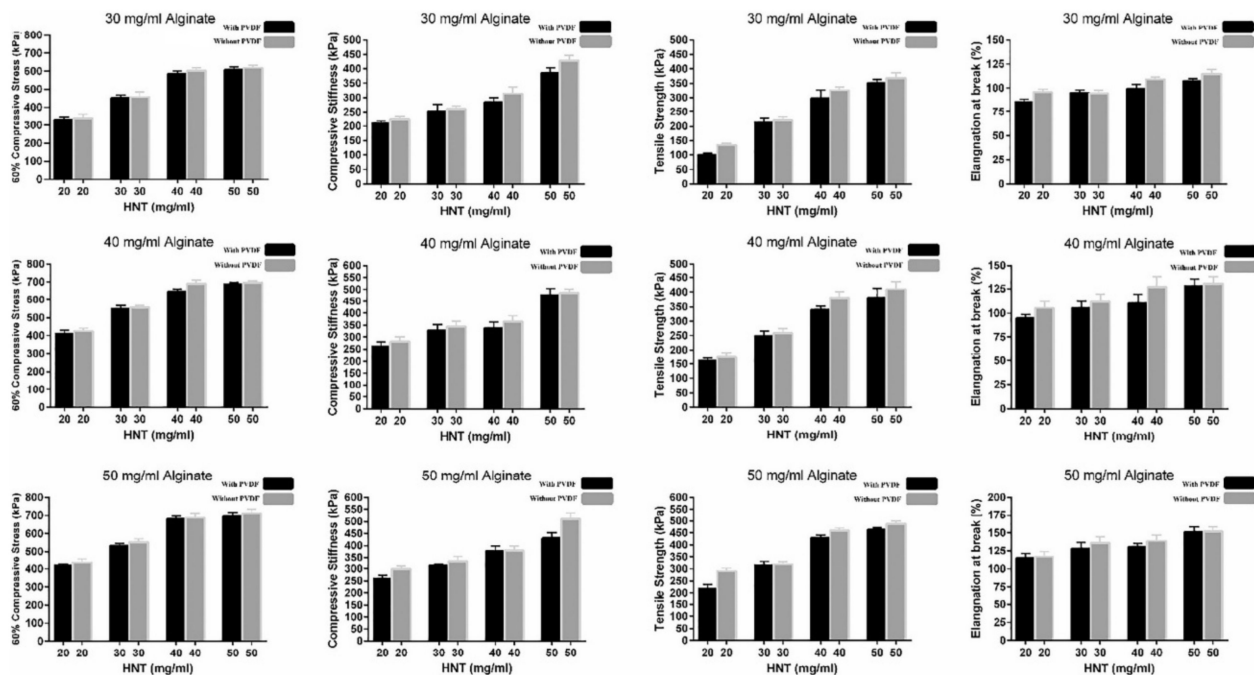 30 mg/ml Alginate
With PVDF
Without PVDF
60% Compressive Stress (kPa)
800
700
600
500
400
300
200
100
0
20 20 30 30 40 40 50 50
HNT (mg/ml)
30 mg/ml Alginate
With PVDF
Without PVDF
Compressive Stiffness (kPa)
500
450
400
350
300
250
200
150
100
50
0
20 20 30 30 40 40 50 50
HNT (mg/ml)
30 mg/ml Alginate
With PVDF
Without PVDF
Tensile Strength (kPa)
500
450
400
350
300
250
200
150
100
50
0
20 20 30 30 40 40 50 50
HNT (mg/ml)
30 mg/ml Alginate
With PVDF
Without PVDF
Elangnation at break (%)
150
125
100
75
50
25
0
20 20 30 30 40 40 50 50
HNT (mg/ml)
40 mg/ml Alginate
With PVDF
Without PVDF
60% Compressive Stress (kPa)
800
700
600
500
400
300
200
100
0
20 20 30 30 40 40 50 50
HNT (mg/ml)
40 mg/ml Alginate
With PVDF
Without PVDF
Compressive Stiffness (kPa)
600
550
500
450
400
350
300
250
200
150
100
50
0
20 20 30 30 40 40 50 50
HNT (mg/ml)
40 mg/ml Alginate
With PVDF
Without PVDF
Tensile Strength (kPa)
500
450
400
350
300
250
200
150
100
50
0
20 20 30 30 40 40 50 50
HNT (mg/ml)
40 mg/ml Alginate
With PVDF
Without PVDF
Elangnation at break (%)
150
125
100
75
50
25
0
20 20 30 30 40 40 50 50
HNT (mg/ml)
50 mg/ml Alginate
With PVDF
Without PVDF
60% Compressive Stress (kPa)
800
700
600
500
400
300
200
100
0
20 20 30 30 40 40 50 50
HNT (mg/ml)
50 mg/ml Alginate
With PVDF
Without PVDF
Compressive Stiffness (kPa)
600
550
500
450
400
350
300
250
200
150
100
50
0
20 20 30 30 40 40 50 50
HNT (mg/ml)
50 mg/ml Alginate
With PVDF
Without PVDF
Tensile Strength (kPa)
600
550
500
450
400
350
300
250
200
150
100
50
0
20 20 30 30 40 40 50 50
HNT (mg/ml)
50 mg/ml Alginate
With PVDF
Without PVDF
Elangnation at break (%)
200
175
150
125
100
75
50
25
0
20 20 30 30 40 40 50 50
HNT (mg/ml)